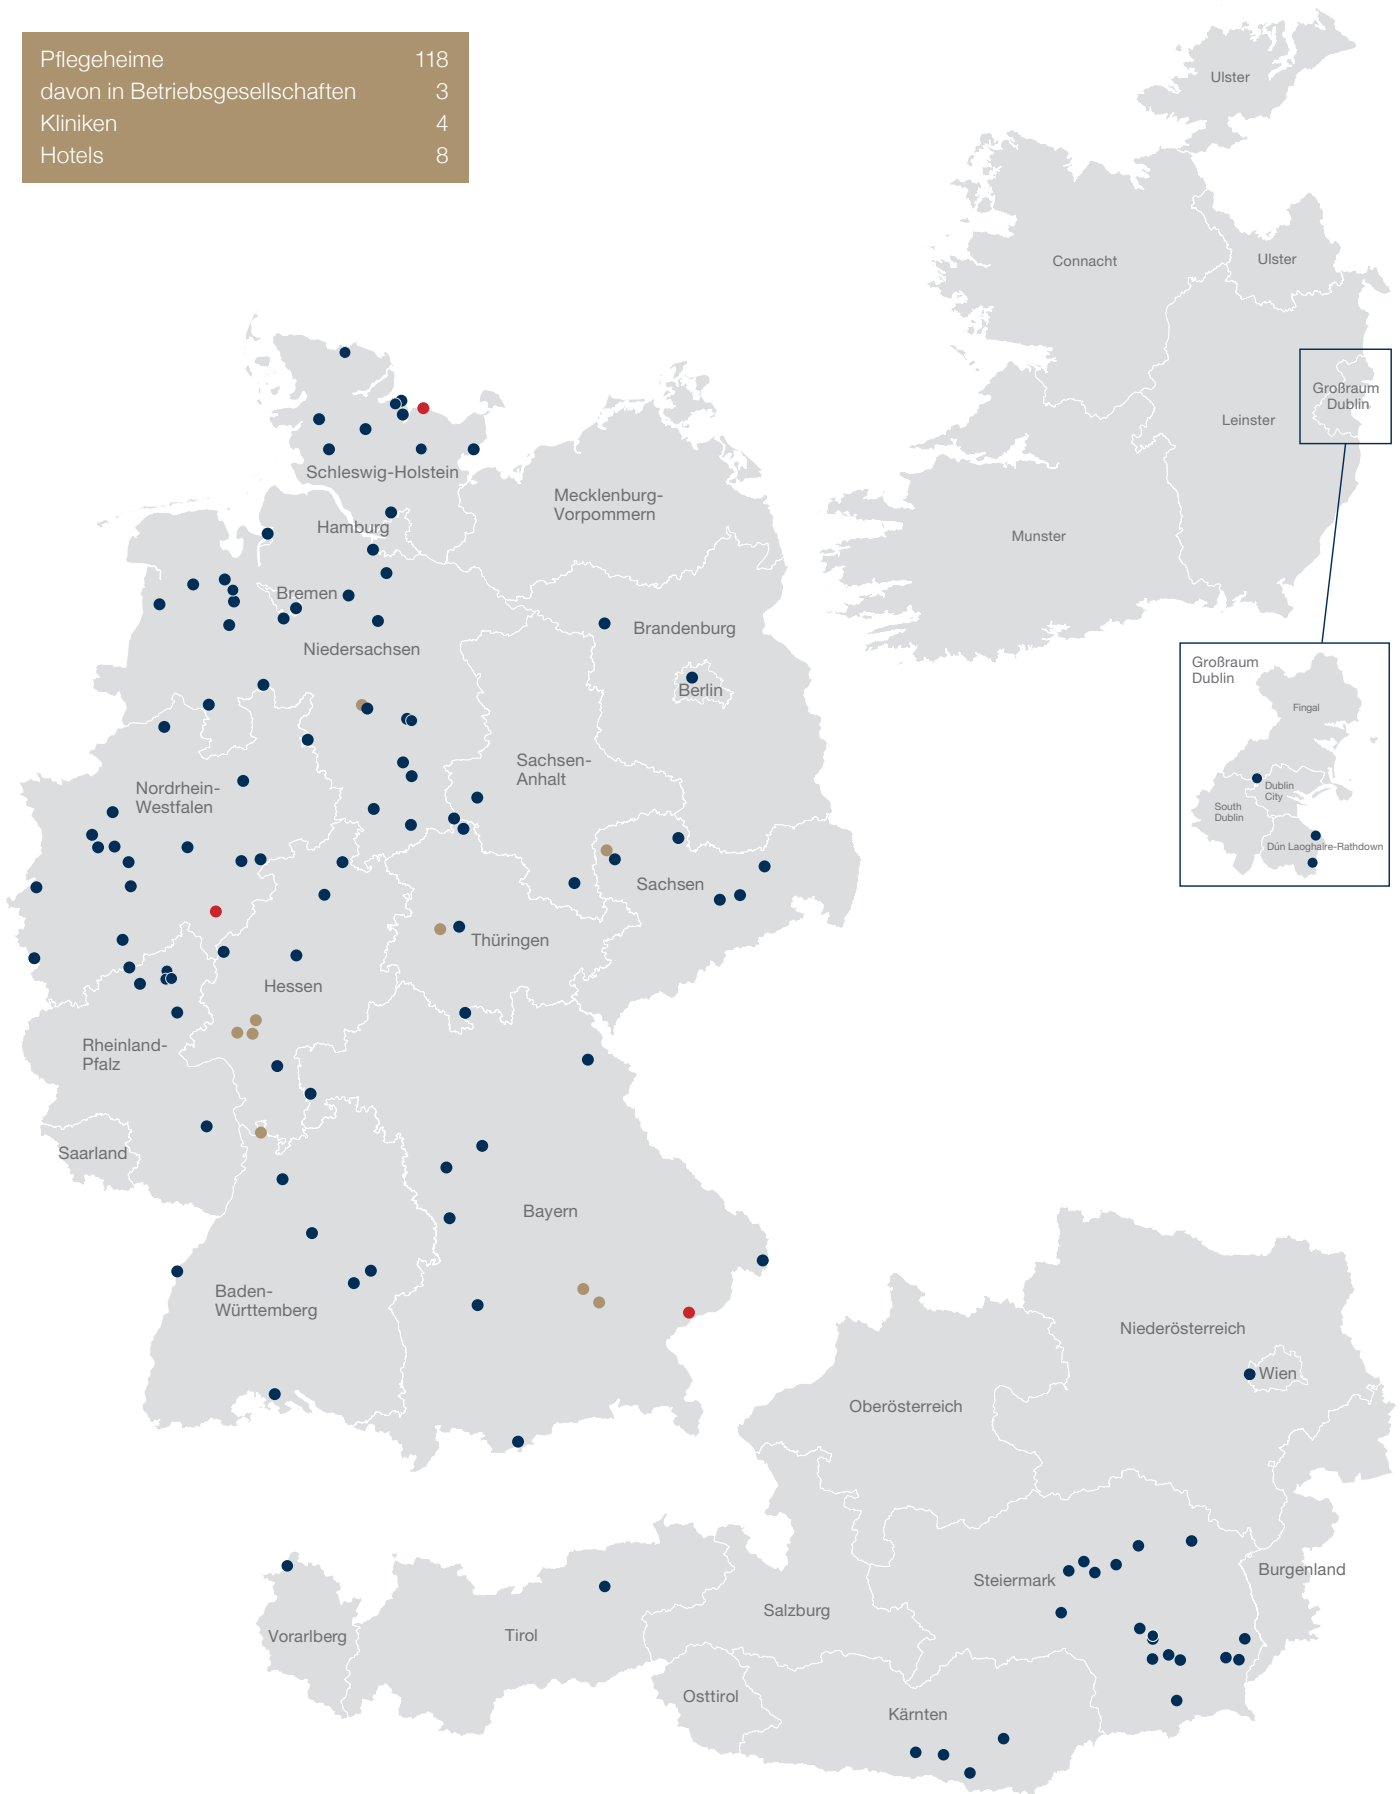 Pflegeheime 118
davon in Betriebsgesellschaften 3
Kliniken 4
Hotels 8
Ulster
Connacht
Ulster
Großraum
Dublin
Leinster
Munster
Großraum
Dublin
Fingal
Dublin
City
South
Dublin
Dún Laoghaire-Rathdown
Schleswig-Holstein
Mecklenburg-
Vorpommern
Hamburg
Bremen
Niedersachsen
Brandenburg
Berlin
Sachsen-
Anhalt
Nordrhein-
Westfalen
Sachsen
Thüringen
Hessen
Rheinland-
Pfalz
Saarland
Bayern
Baden-
Württemberg
Niederösterreich
Wien
Oberösterreich
Burgenland
Steiermark
Salzburg
Vorarlberg
Tirol
Osttirol
Kärnten